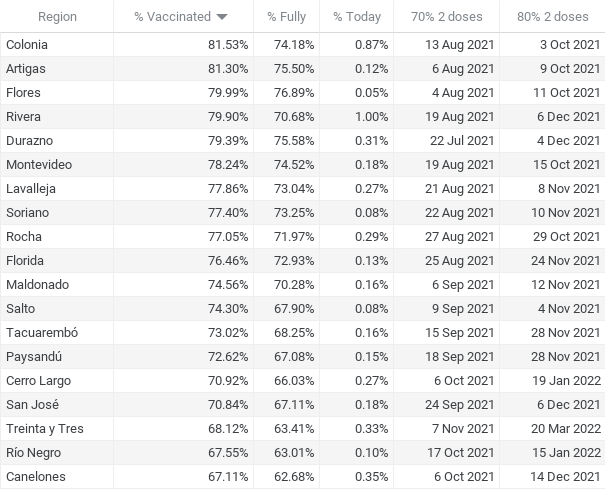 Region % Vaccinated % Fully % Today 70% 2 doses 80% 2 doses
Colonia 81.53% 74.18% 0.87% 13 Aug 2021 3 Oct 2021
Artigas 81.30% 75.50% 0.12% 6 Aug 2021 9 Oct 2021
Flores 79.99% 76.89% 0.05% 4 Aug 2021 11 Oct 2021
Rivera 79.90% 70.68% 1.00% 19 Aug 2021 6 Dec 2021
Durazno 79.39% 75.58% 0.31% 22 Jul 2021 4 Dec 2021
Montevideo 78.24% 74.52% 0.18% 19 Aug 2021 15 Oct 2021
Lavalleja 77.86% 73.04% 0.27% 21 Aug 2021 8 Nov 2021
Soriano 77.40% 73.25% 0.08% 22 Aug 2021 10 Nov 2021
Rocha 77.05% 71.97% 0.29% 27 Aug 2021 29 Oct 2021
Florida 76.46% 72.93% 0.13% 25 Aug 2021 24 Nov 2021
Maldonado 74.56% 70.28% 0.16% 6 Sep 2021 12 Nov 2021
Salto 74.30% 67.90% 0.08% 9 Sep 2021 4 Nov 2021
Tacuarembó 73.02% 68.25% 0.16% 15 Sep 2021 28 Nov 2021
Paysandú 72.62% 67.08% 0.15% 18 Sep 2021 28 Nov 2021
Cerro Largo 70.92% 66.03% 0.27% 6 Oct 2021 19 Jan 2022
San José 70.84% 67.11% 0.18% 24 Sep 2021 6 Dec 2021
Treinta y Tres 68.12% 63.41% 0.33% 7 Nov 2021 20 Mar 2022
Río Negro 67.55% 63.01% 0.10% 17 Oct 2021 15 Jan 2022
Canelones 67.11% 62.68% 0.35% 6 Oct 2021 14 Dec 2021